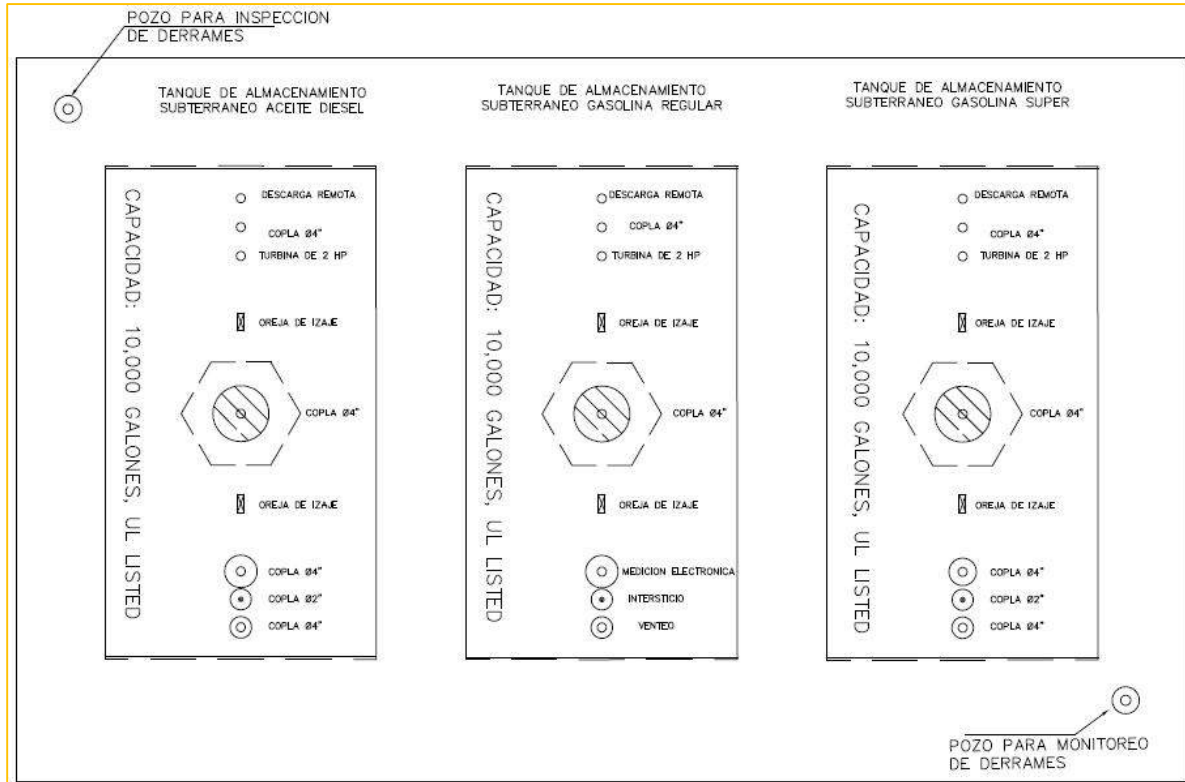 POZO PARA INSPECCION
DE DERRAMES
TANQUE DE ALMACENAMIENTO
SUBTERRANEO ACEITE DIESEL
TANQUE DE ALMACENAMIENTO
SUBTERRANEO GASOLINA REGULAR
TANQUE DE ALMACENAMIENTO
SUBTERRANEO GASOLINA SUPER
CAPACIDAD: 10,000 GALONES, UL LISTED
DESCARGA REMOTA
COPLA Ø4"
TURBINA DE 2 HP
OREJA DE IZAJE
COPLA Ø4"
OREJA DE IZAJE
COPLA Ø4"
COPLA Ø2"
COPLA Ø4"
CAPACIDAD: 10,000 GALONES, UL LISTED
DESCARGA REMOTA
COPLA Ø4"
TURBINA DE 2 HP
OREJA DE IZAJE
COPLA Ø4"
OREJA DE IZAJE
MEDICION ELECTRONICA
INTERSTICIO
VENTEO
CAPACIDAD: 10,000 GALONES, UL LISTED
DESCARGA REMOTA
COPLA Ø4"
TURBINA DE 2 HP
OREJA DE IZAJE
COPLA Ø4"
OREJA DE IZAJE
COPLA Ø4"
COPLA Ø2"
COPLA Ø4"
POZO PARA MONITOREO
DE DERRAMES